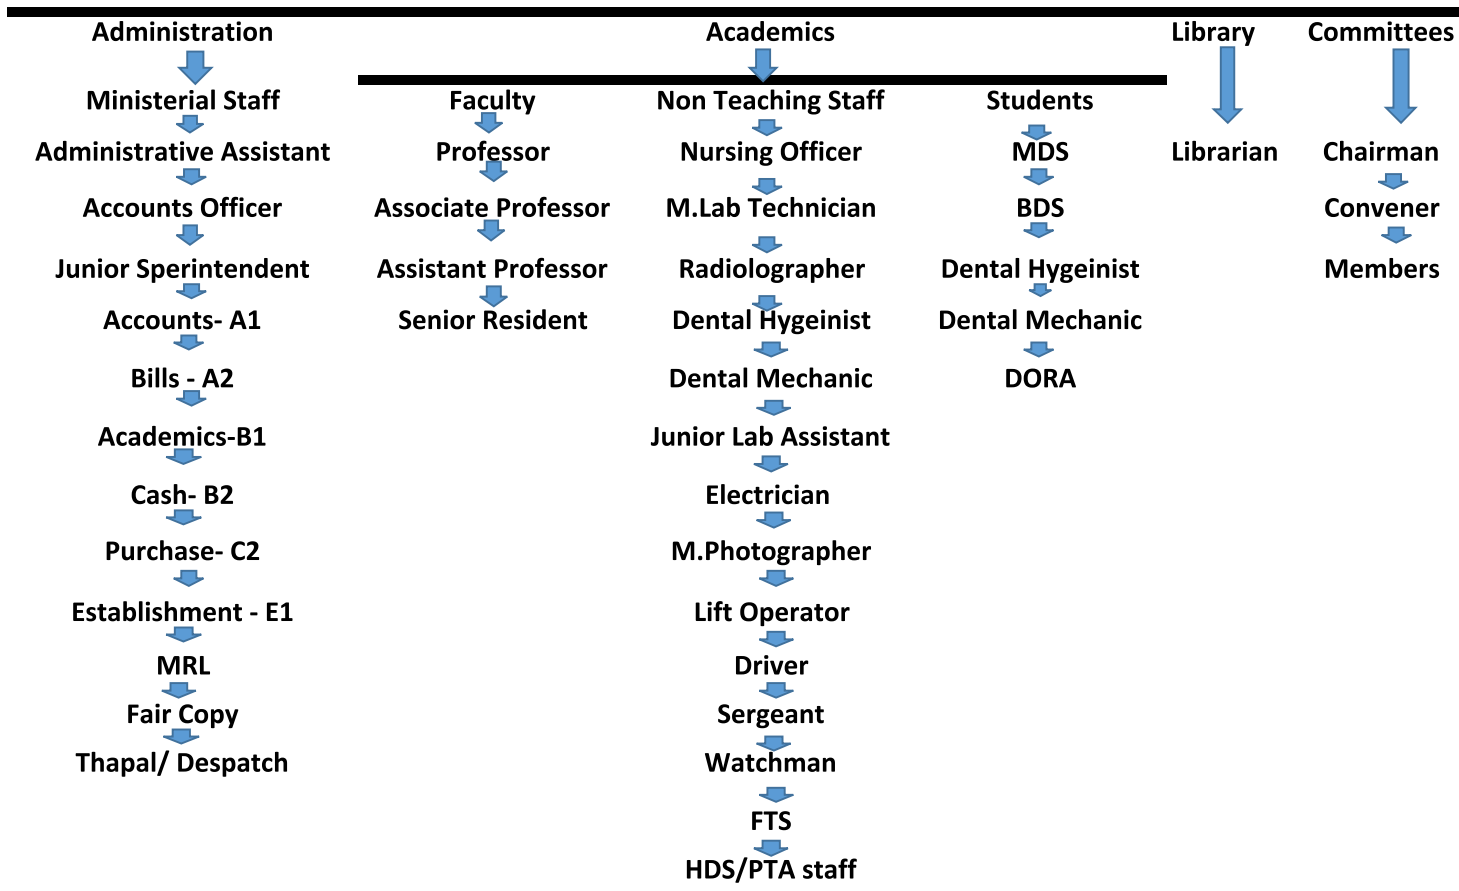 Administration Academics Library Committees
Ministerial Staff Faculty Non Teaching Staff Students
Administrative Assistant Professor Nursing Officer MDS Librarian Chairman
Accounts Officer Associate Professor M.Lab Technician BDS Convener
Junior Sperintendent Assistant Professor Radiolographer Dental Hygeinist Members
Accounts- A1 Senior Resident Dental Hygeinist Dental Mechanic
Bills - A2 Dental Mechanic DORA
Academics-B1 Junior Lab Assistant
Cash- B2 Electrician
Purchase- C2 M.Photographer
Establishment - E1 Lift Operator
MRL Driver
Fair Copy Sergeant
Thapal/ Despatch Watchman
FTS
HDS/PTA staff